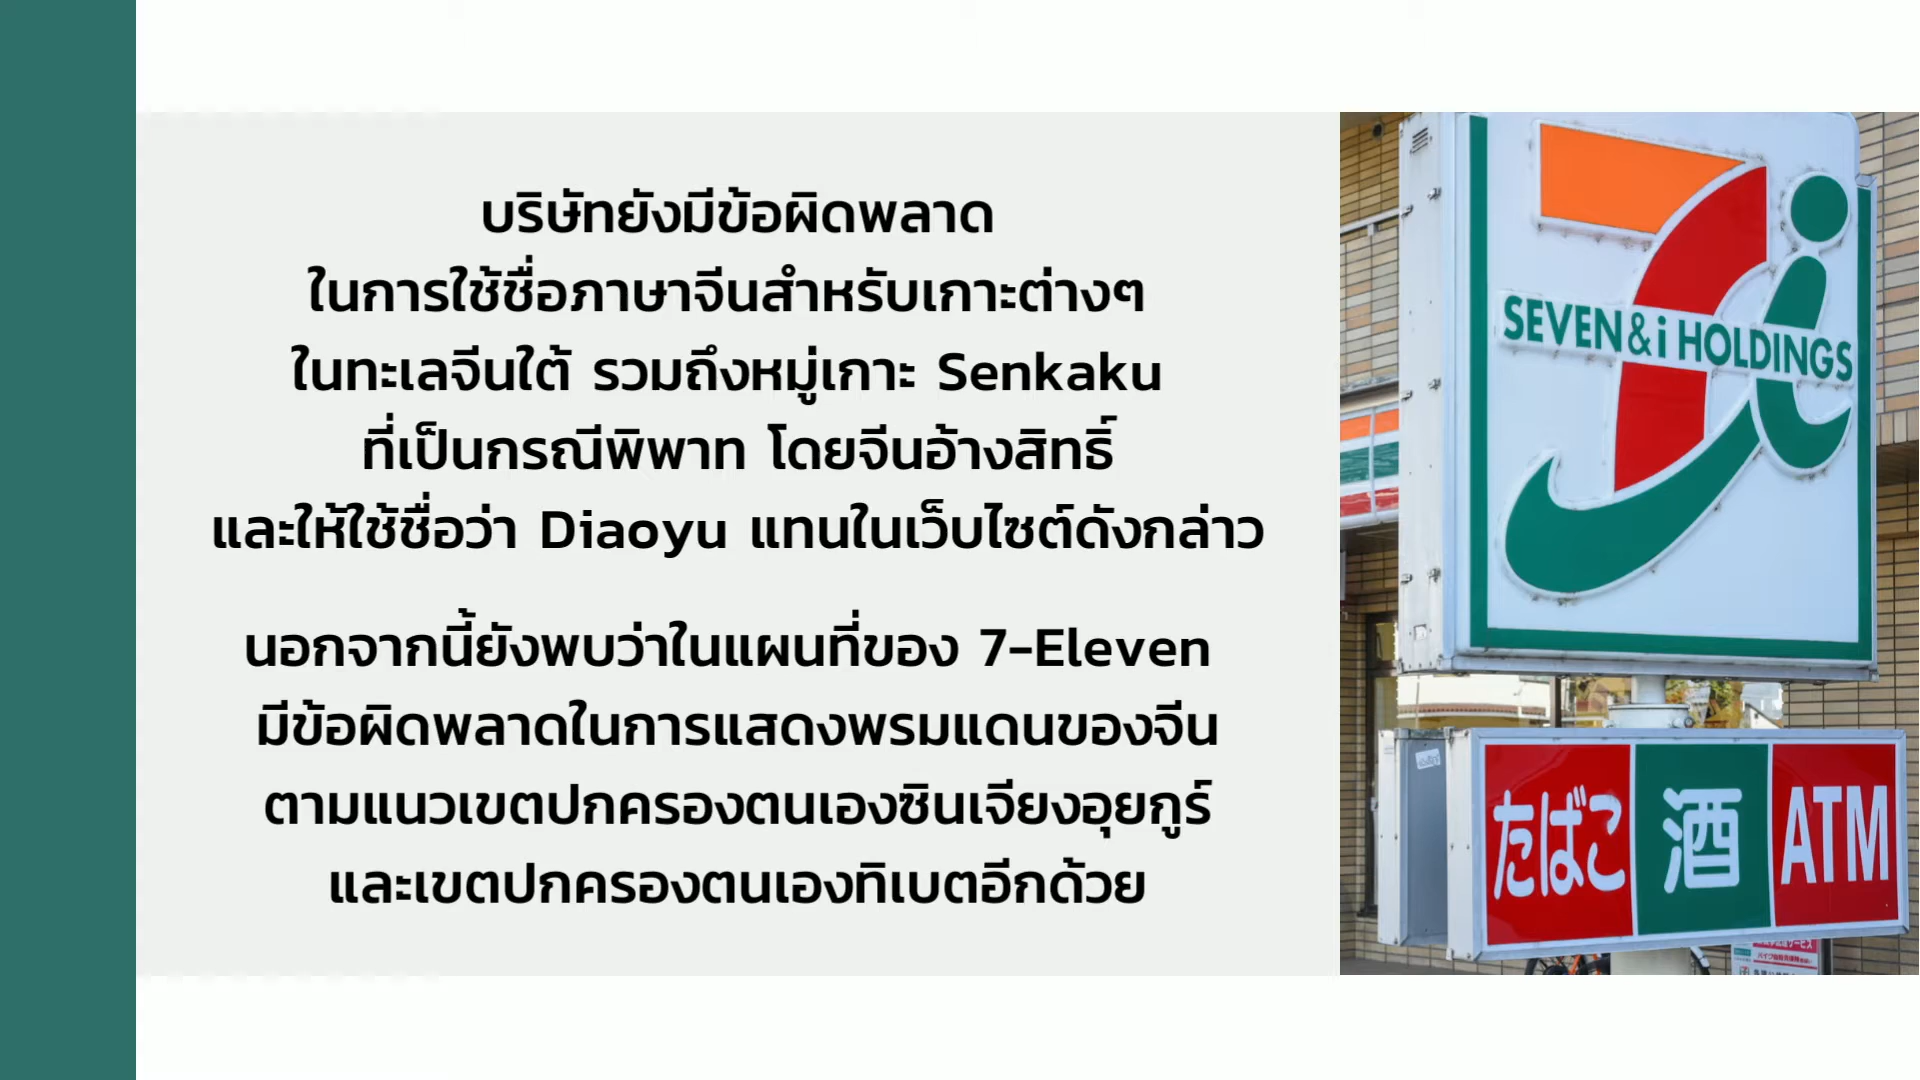 บริษัทยังมีข้อผิดพลาด
ในการใช้ชื่อภาษาจีนสำหรับเกาะต่างๆ
ในทะเลจีนใต้ รวมถึงหมู่เกาะ Senkaku
ที่เป็นกรณีพิพาท โดยจีนอ้างสิทธิ์
และให้ใช้ชื่อว่า Diaoyu แทนในเว็บไซต์ดังกล่าว
นอกจากนี้ยังพบว่าในแผนที่ของ 7-Eleven
มีข้อผิดพลาดในการแสดงพรมแดนของจีน
ตามแนวเขตปกครองตนเองซินเจียงอุยกูร์
และเขตปกครองตนเองทิเบตอีกด้วย
SEVEN & i HOLDINGS
たばこ 酒 ATM